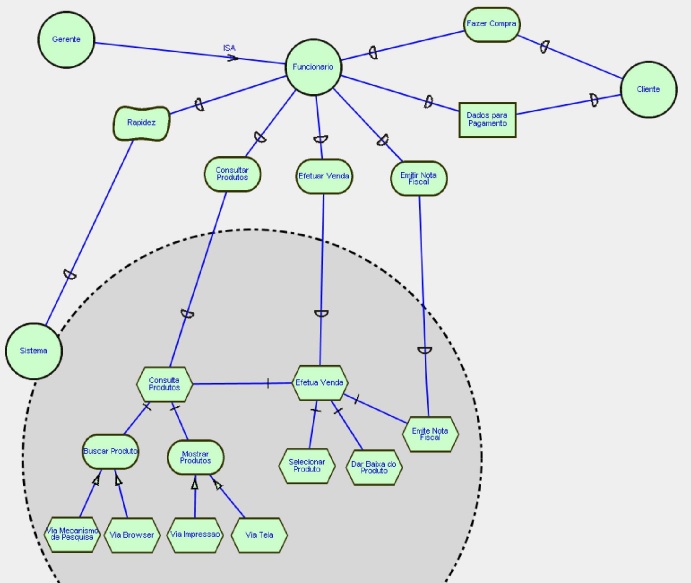 Fazer Compra
Gerente
ISA
Funcionario
Cliente
Rapidez
Dados para
Pagamento
Consultar
Produtos
Efetuar Venda
Emitir Nota
Fiscal
Sistema
Consulta
Produtos
Efetua Venda
Emite Nota
Fiscal
Buscar Produto
Mostrar
Produtos
Selecionar
Produto
Dar Baixa do
Produto
Via Mecanismo
de Pesquisa
Via Browser
Via Impressao
Via Tela